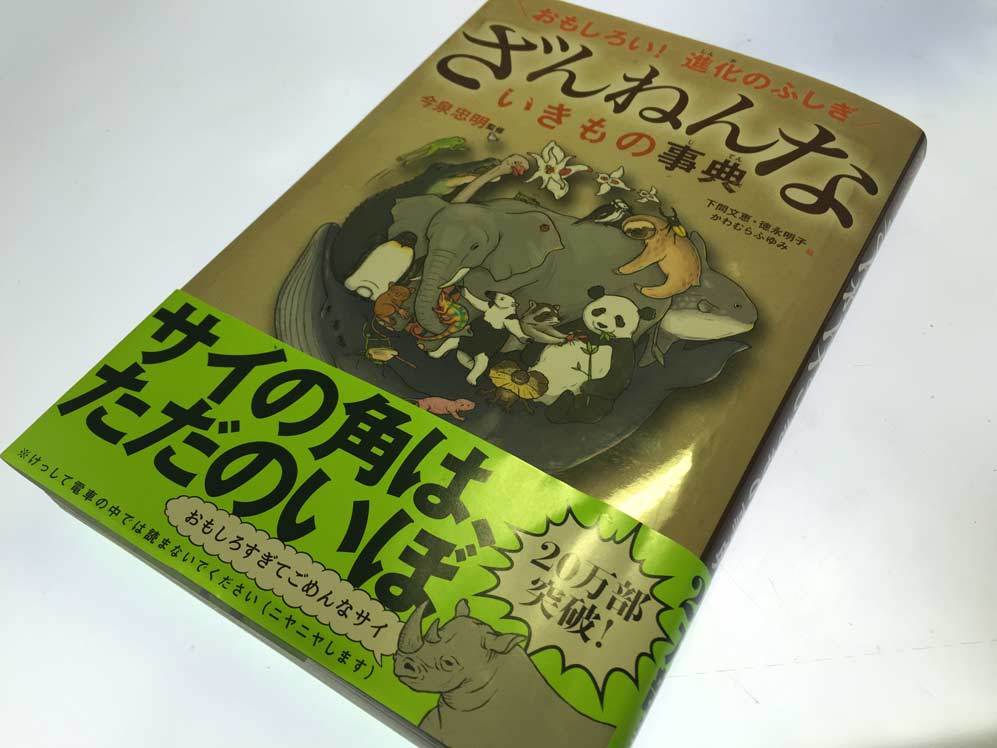 おもしろい! 進化のふしぎ
ざんねんな
いきもの事典
今泉忠明 監修
下間文恵・徳永明子
かわむらふゆみ 絵
サイの角は、
ただのいぼ
※けっして電車の中では読まないでください(ニヤニヤします)
おもしろすぎてごめんなサイ
20万部
突破!